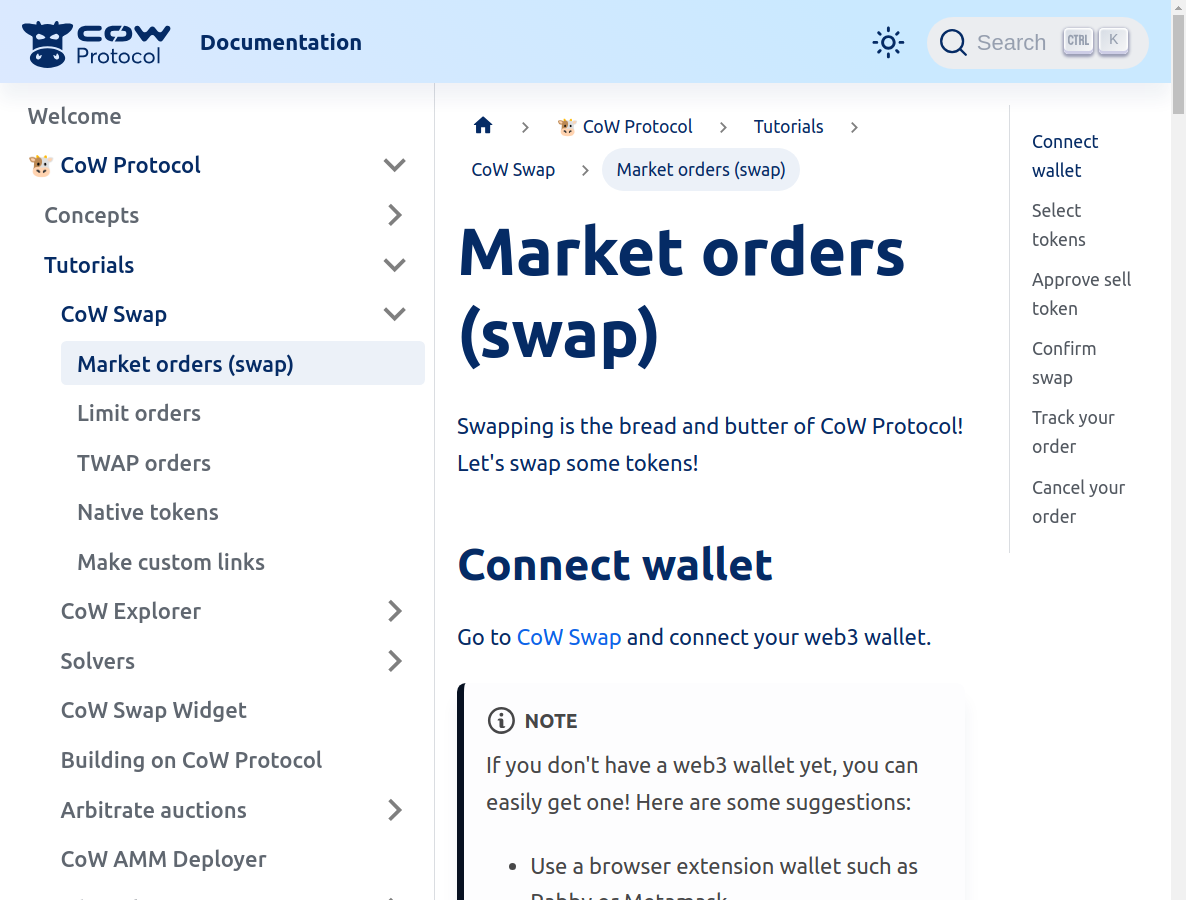 CoW Protocol
Documentation
Search CTRL K
Welcome
CoW Protocol
Concepts
Tutorials
CoW Swap
Market orders (swap)
Limit orders
TWAP orders
Native tokens
Make custom links
CoW Explorer
Solvers
CoW Swap Widget
Building on CoW Protocol
Arbitrate auctions
CoW AMM Deployer
CoW Protocol
Tutorials
CoW Swap
Market orders (swap)
Market orders
(swap)
Swapping is the bread and butter of CoW Protocol!
Let's swap some tokens!
Connect wallet
Go to CoW Swap and connect your web3 wallet.
NOTE
If you don't have a web3 wallet yet, you can
easily get one! Here are some suggestions:
Use a browser extension wallet such as
Rabby or Metamask
Connect
wallet
Select
tokens
Approve sell
token
Confirm
swap
Track your
order
Cancel your
order